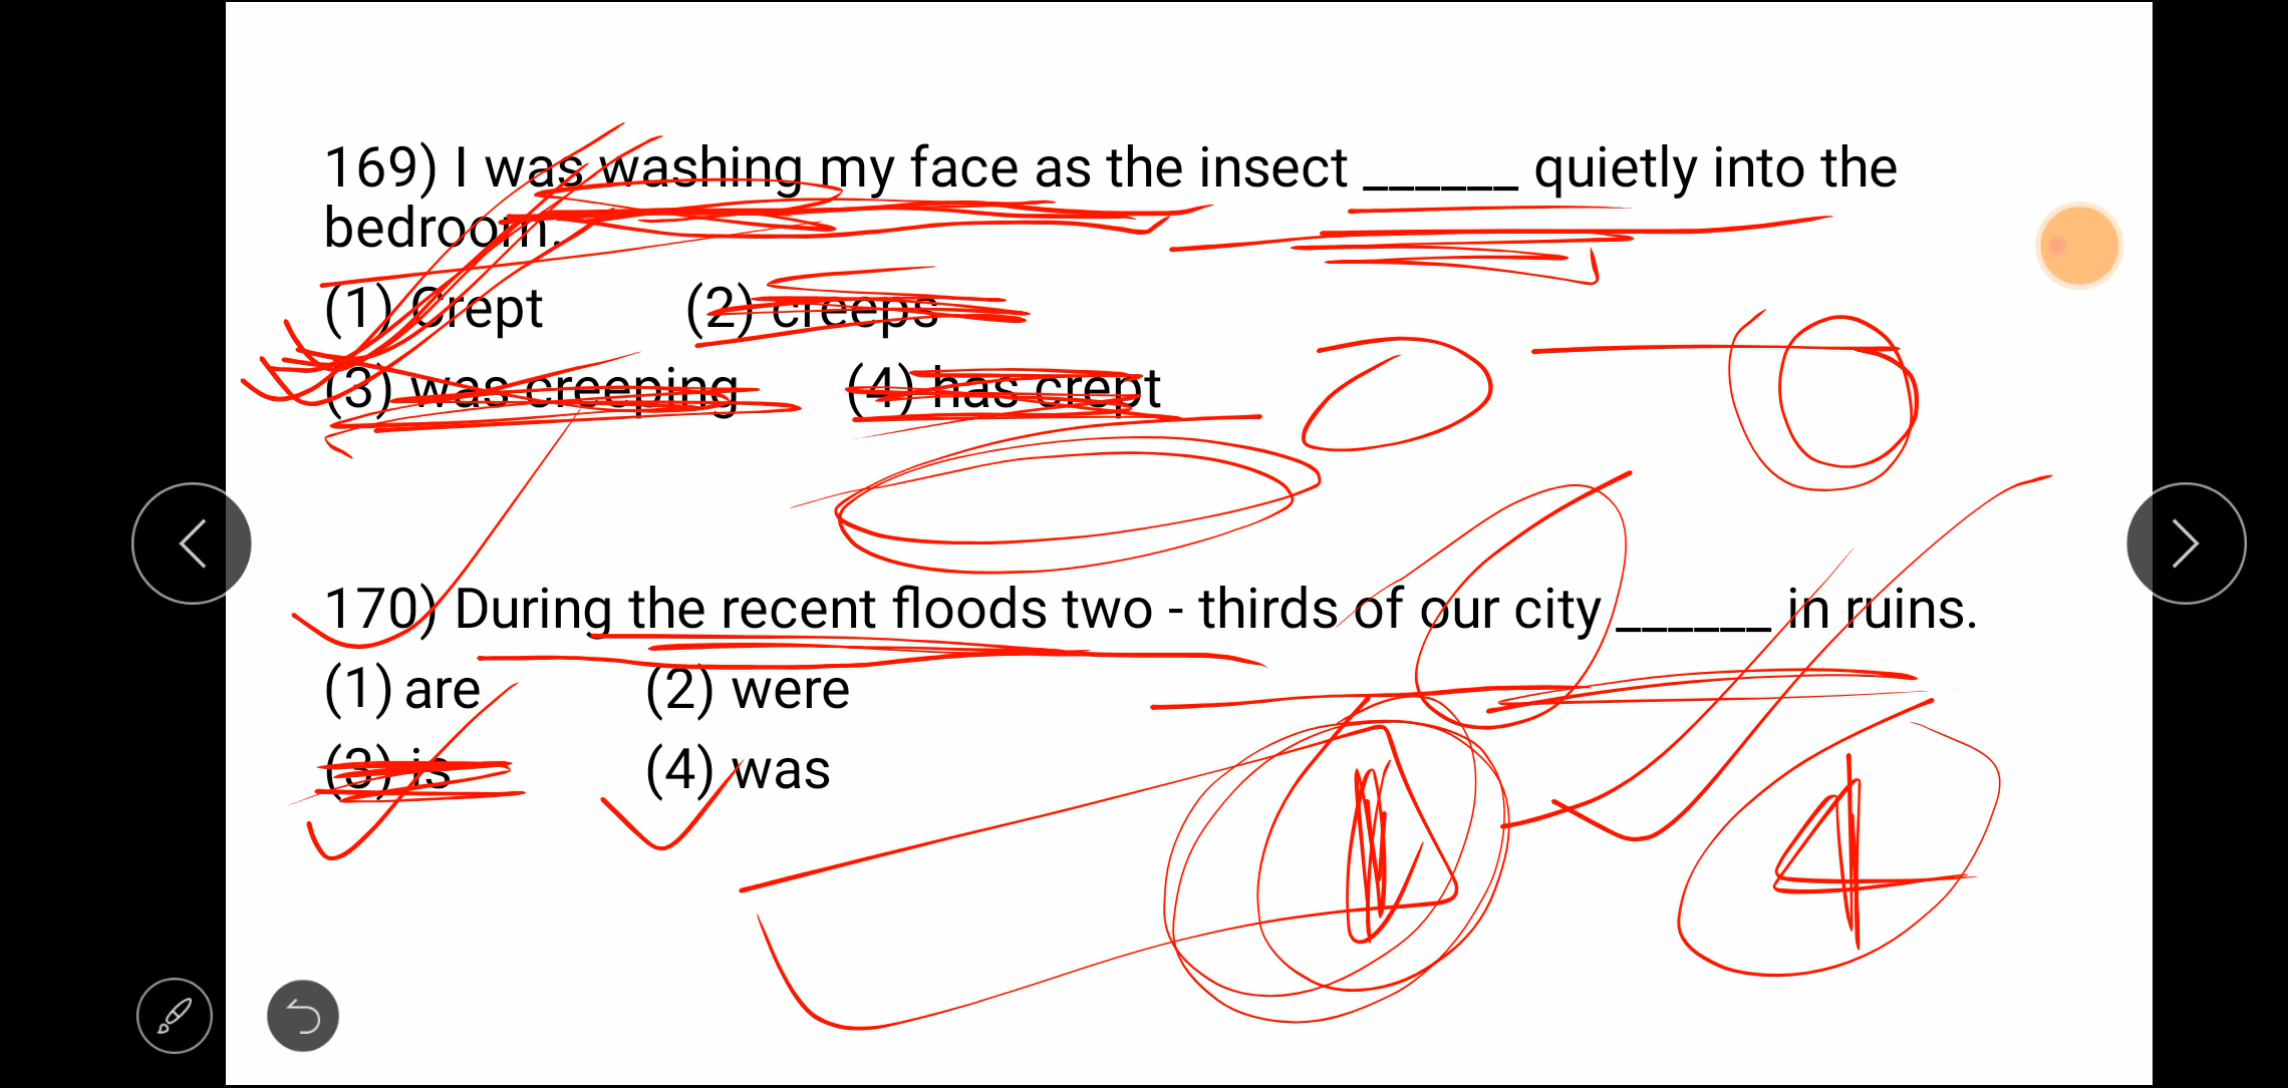 169) I was washing my face as the insect ______ quietly into the
bedroom.
(1) Crept (2) creeps
(3) was creeping (4) has crept
170) During the recent floods two - thirds of our city ______ in ruins.
(1) are (2) were
(3) is (4) was
1 4